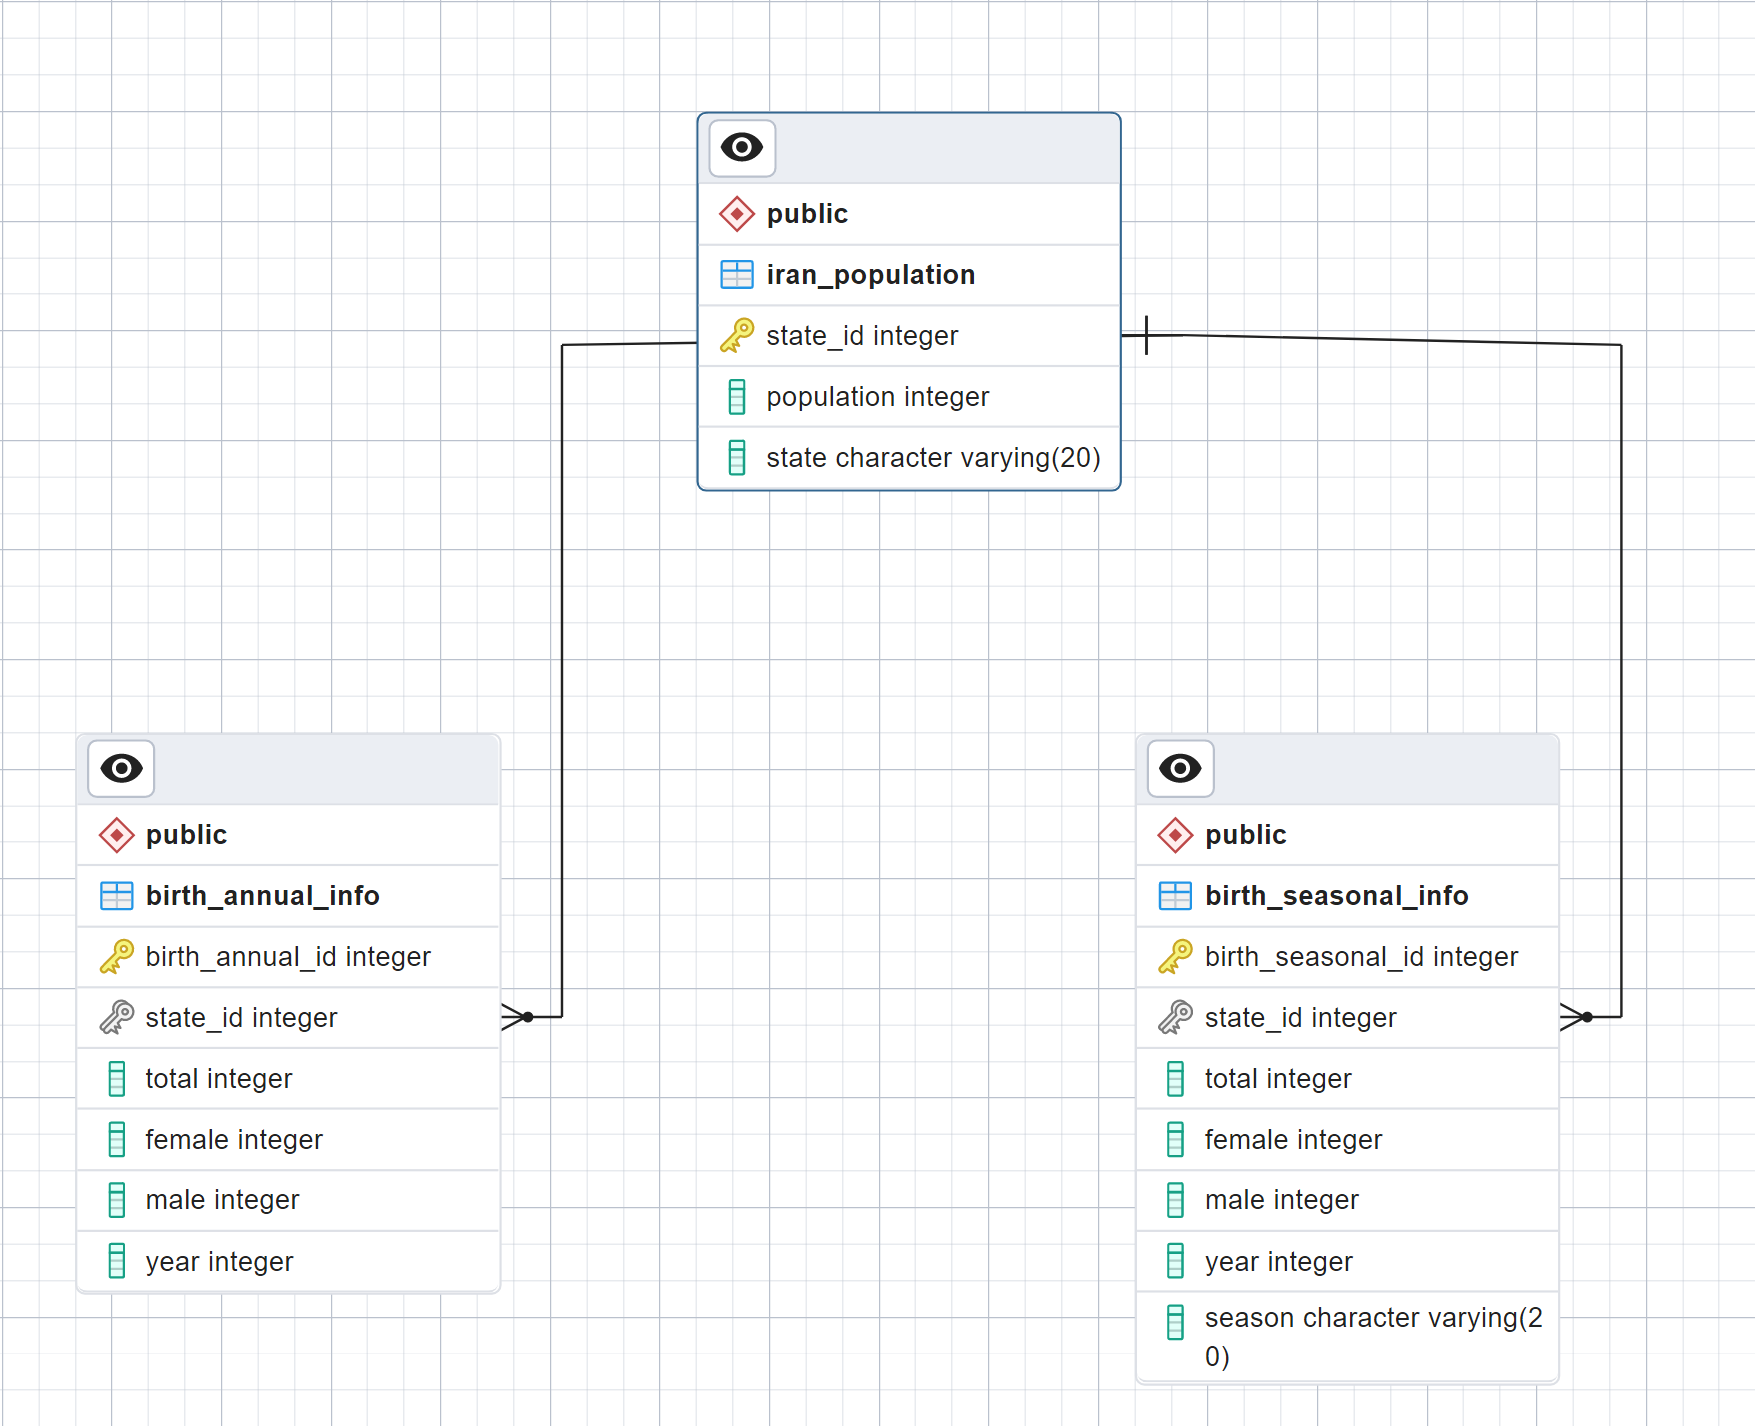 public
iran_population
state_id integer
population integer
state character varying(20)
public
birth_annual_info
birth_annual_id integer
state_id integer
total integer
female integer
male integer
year integer
public
birth_seasonal_info
birth_seasonal_id integer
state_id integer
total integer
female integer
male integer
year integer
season character varying(2
0)